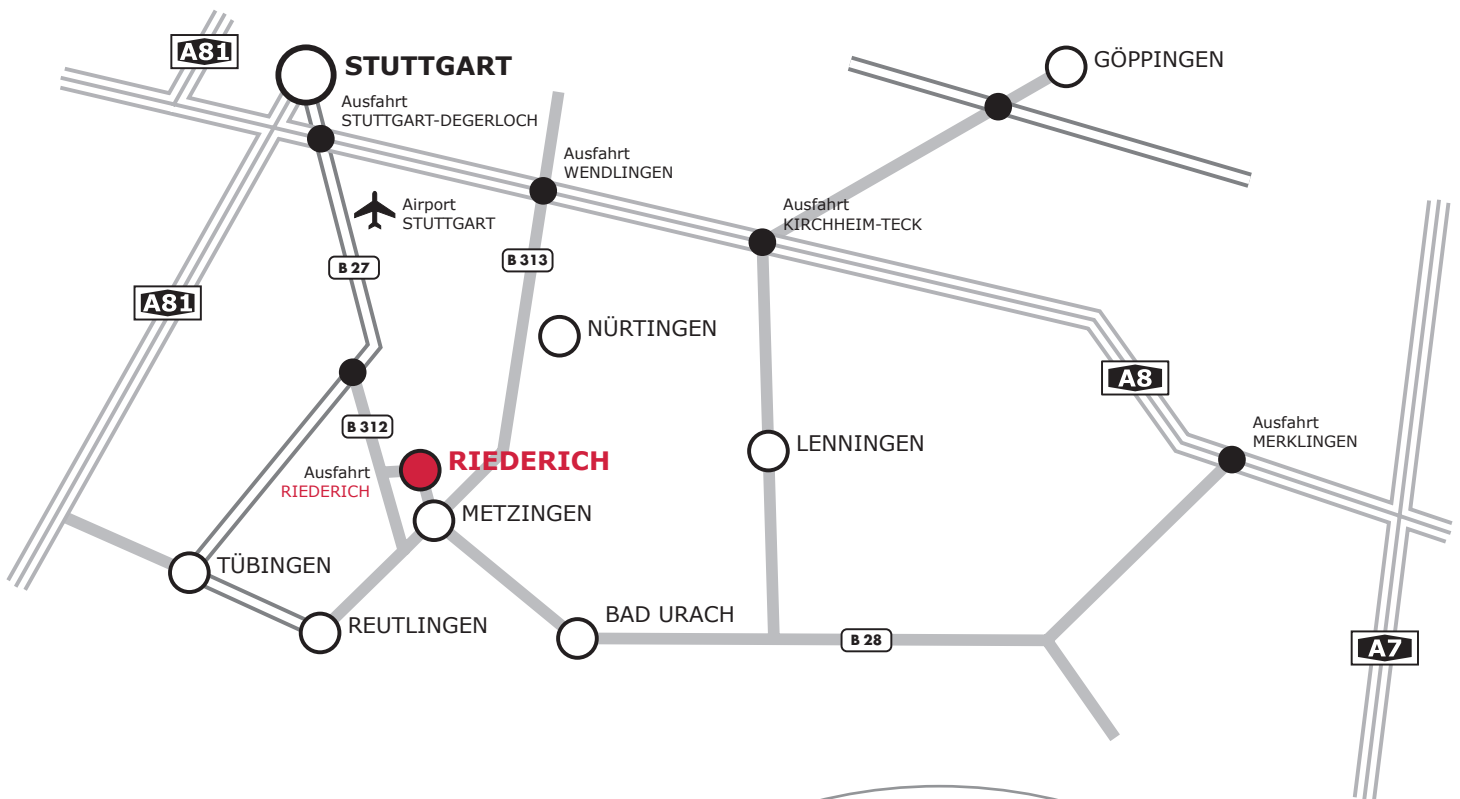 A81
STUTTGART
GÖPPINGEN
Ausfahrt
STUTTGART-DEGERLOCH
Ausfahrt
WENDLINGEN
Airport
STUTTGART
Ausfahrt
KIRCHHEIM-TECK
B 27
B 313
A81
NÜRTINGEN
A8
B 312
Ausfahrt
MERKLINGEN
LENNINGEN
RIEDERICH
Ausfahrt
RIEDERICH
METZINGEN
TÜBINGEN
REUTLINGEN
BAD URACH
B 28
A7